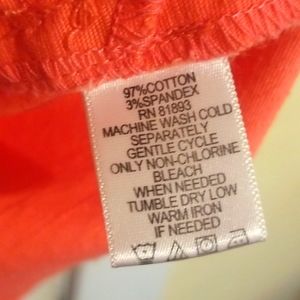 97%COTTON
3%SPANDEX
RN 81893
MACHINE WASH COLD
SEPARATELY
GENTLE CYCLE
ONLY NON-CHLORINE
BLEACH
WHEN NEEDED
TUMBLE DRY LOW
WARM IRON
IF NEEDED